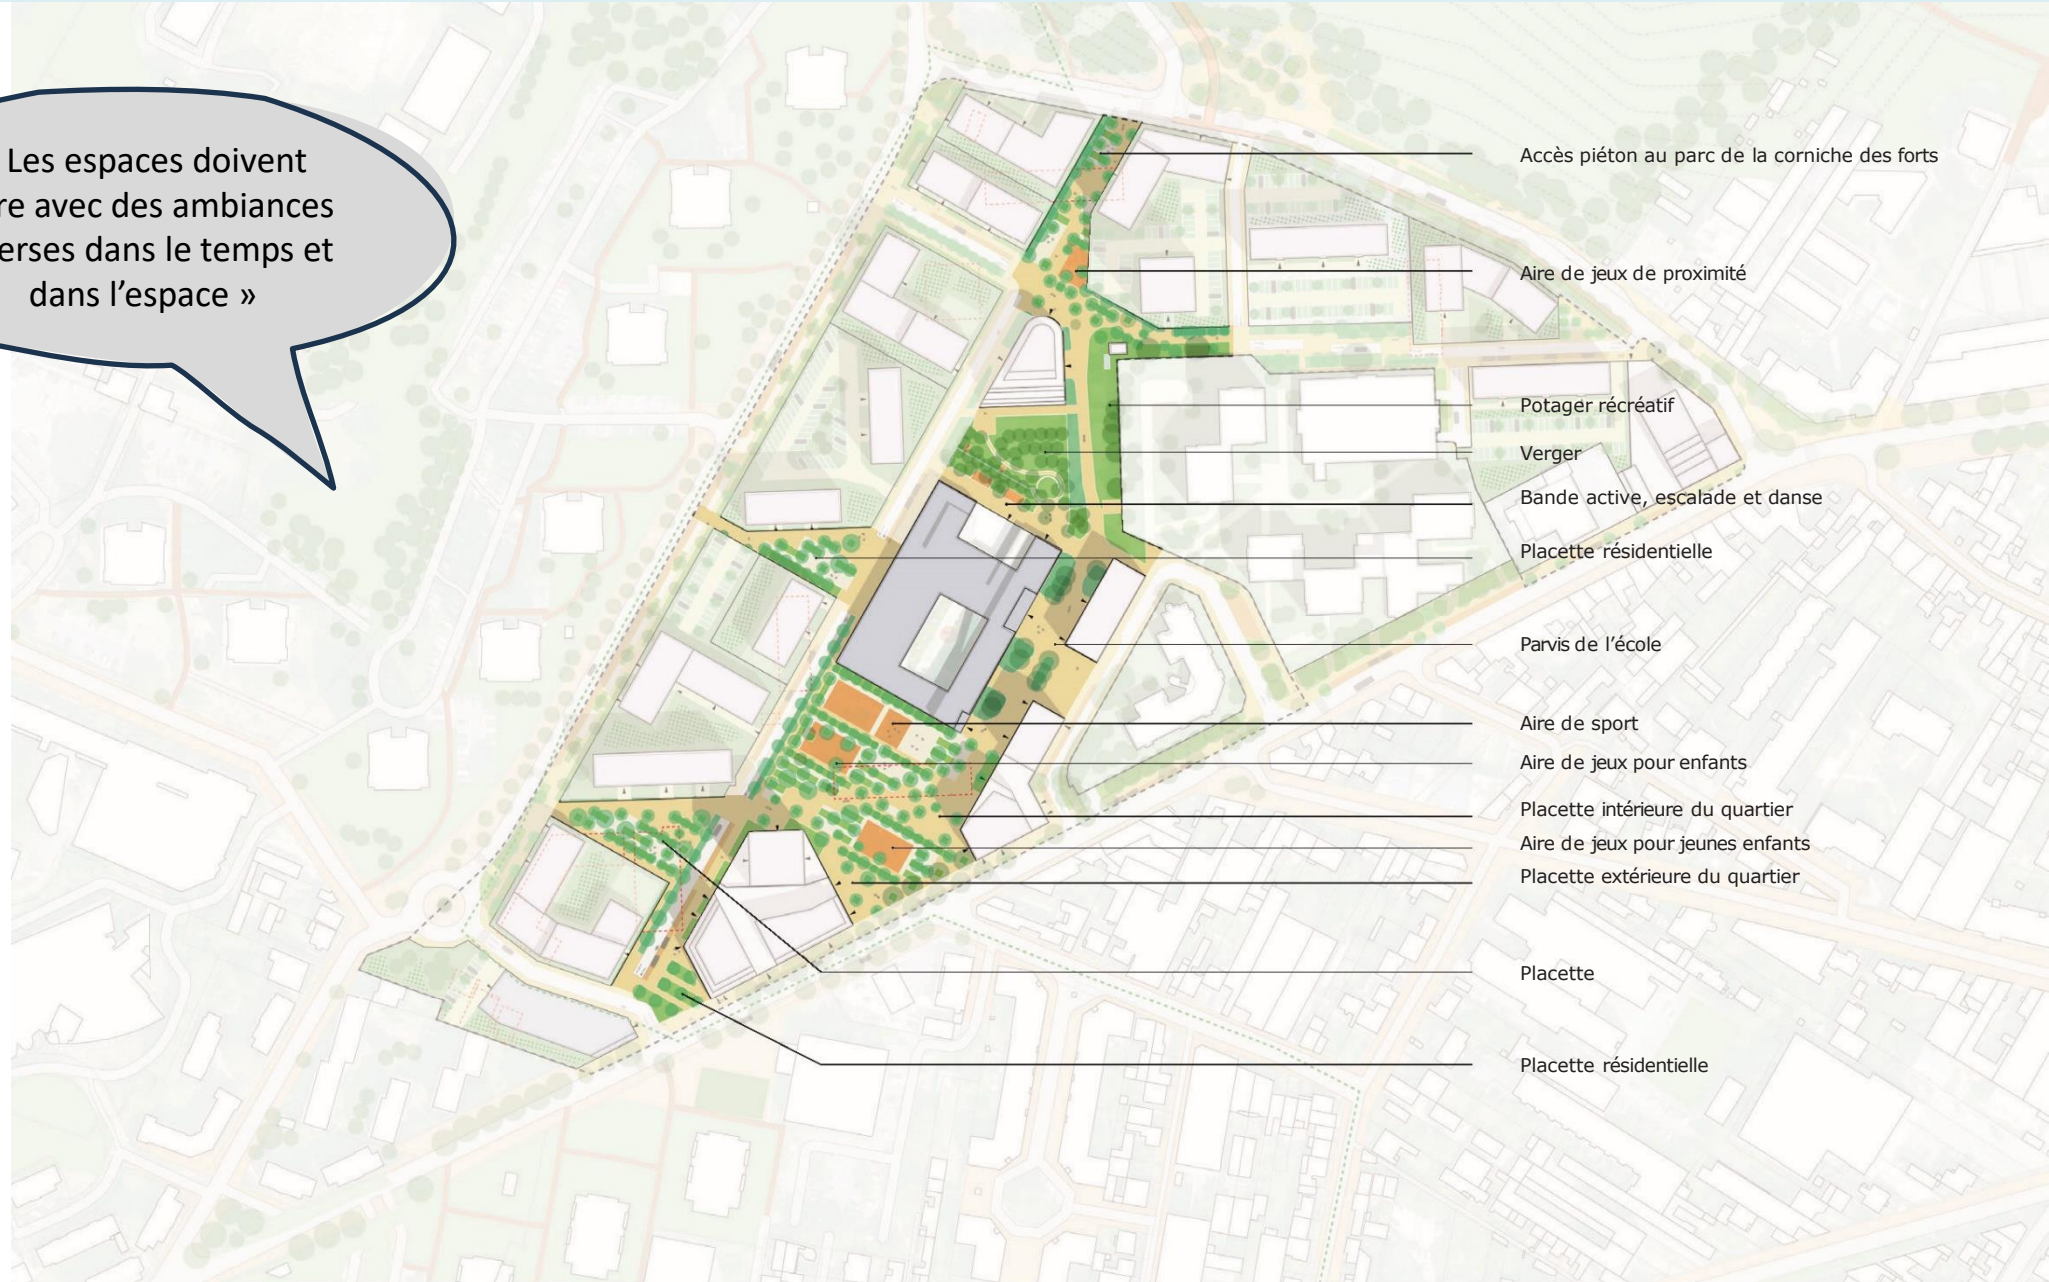 Les espaces doivent
re avec des ambiances
erses dans le temps et
dans l’espace »
Accès piéton au parc de la corniche des forts
Aire de jeux de proximité
Potager récréatif
Verger
Bande active, escalade et danse
Placette résidentielle
Parvis de l’école
Aire de sport
Aire de jeux pour enfants
Placette intérieure du quartier
Aire de jeux pour jeunes enfants
Placette extérieure du quartier
Placette
Placette résidentielle